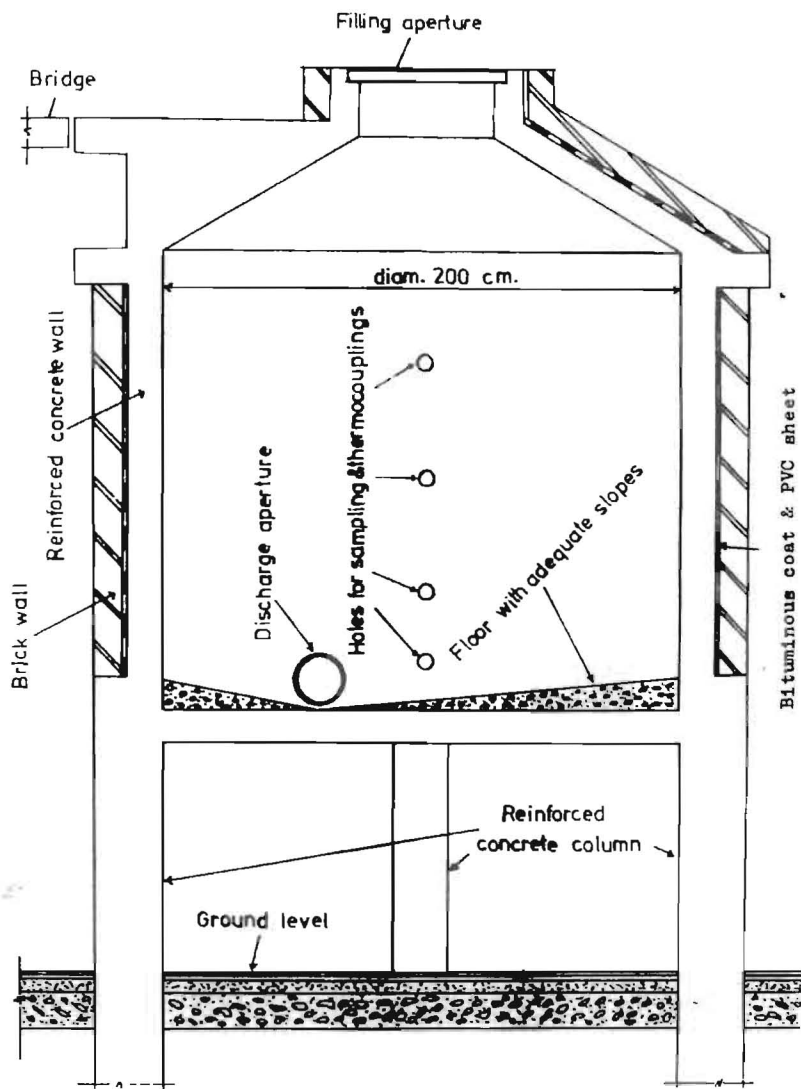 Filling aperture
Bridge
diam. 200 cm.
Reinforced concrete wall
Brick wall
Discharge aperture
Holes for sampling & thermocouplings
Floor with adequate slopes
Bituminous coat & PVC sheet
Reinforced
concrete column
Ground level